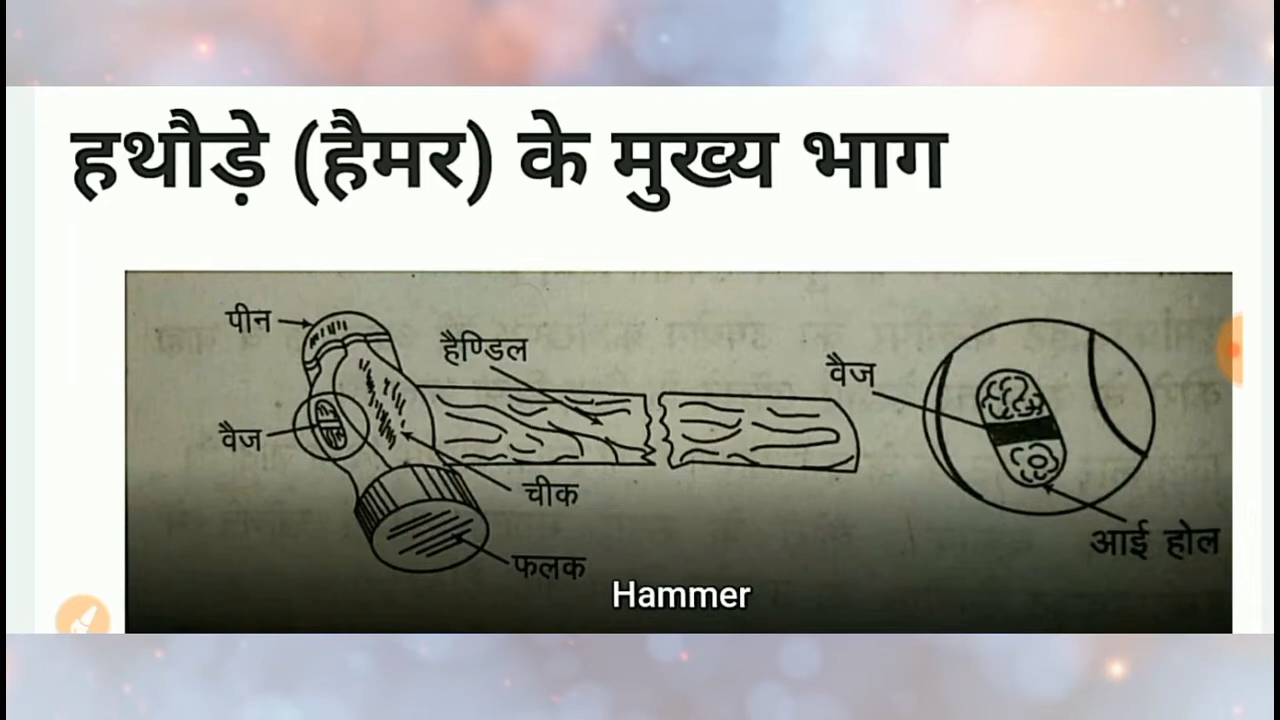 हथौड़े (हैमर) के मुख्य भाग
पीन
हैण्डिल
वैज
वैज
चीक
फलक
आई होल
Hammer